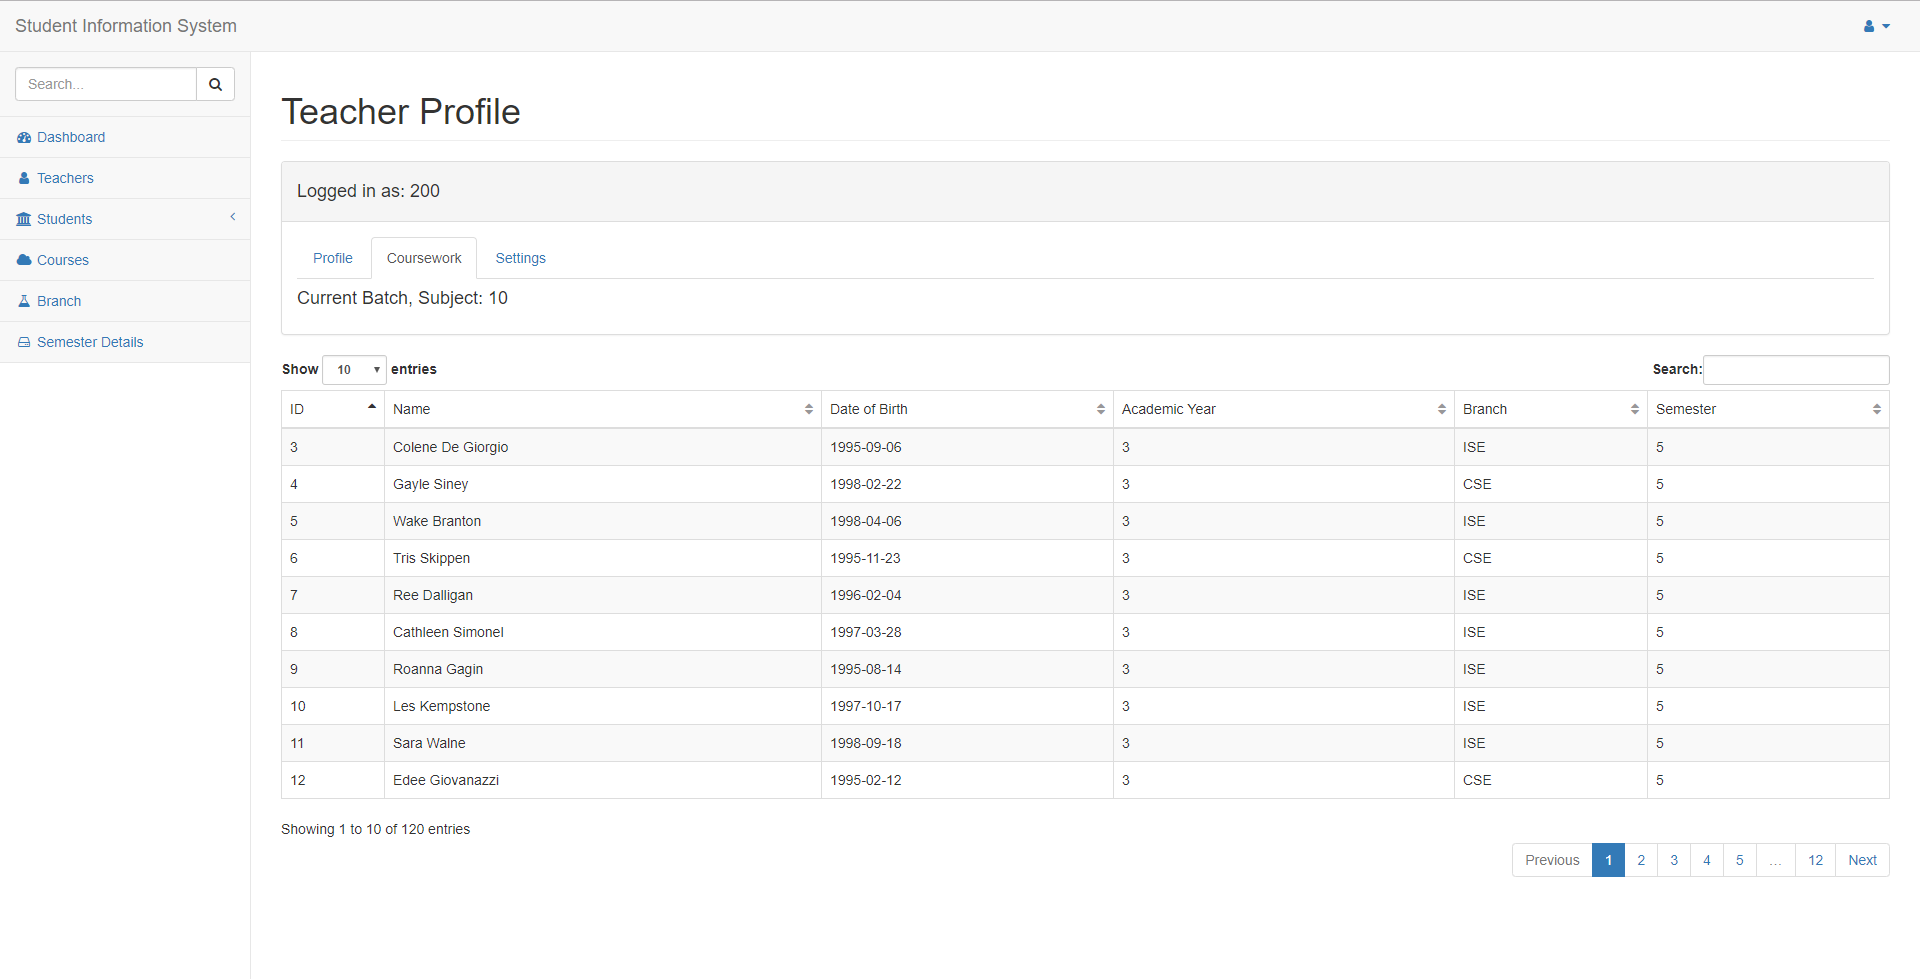 Student Information System
Search...
Dashboard
Teachers
Students
Courses
Branch
Semester Details
Teacher Profile
Logged in as: 200
Profile Coursework Settings
Current Batch, Subject: 10
Show 10 entries Search:
ID Name Date of Birth Academic Year Branch Semester
3 Colene De Giorgio 1995-09-06 3 ISE 5
4 Gayle Siney 1998-02-22 3 CSE 5
5 Wake Branton 1998-04-06 3 ISE 5
6 Tris Skippen 1995-11-23 3 CSE 5
7 Ree Dalligan 1996-02-04 3 ISE 5
8 Cathleen Simonel 1997-03-28 3 ISE 5
9 Roanna Gagin 1995-08-14 3 ISE 5
10 Les Kempstone 1997-10-17 3 ISE 5
11 Sara Walne 1998-09-18 3 ISE 5
12 Edee Giovanazzi 1995-02-12 3 CSE 5
Showing 1 to 10 of 120 entries
Previous 1 2 3 4 5 … 12 Next